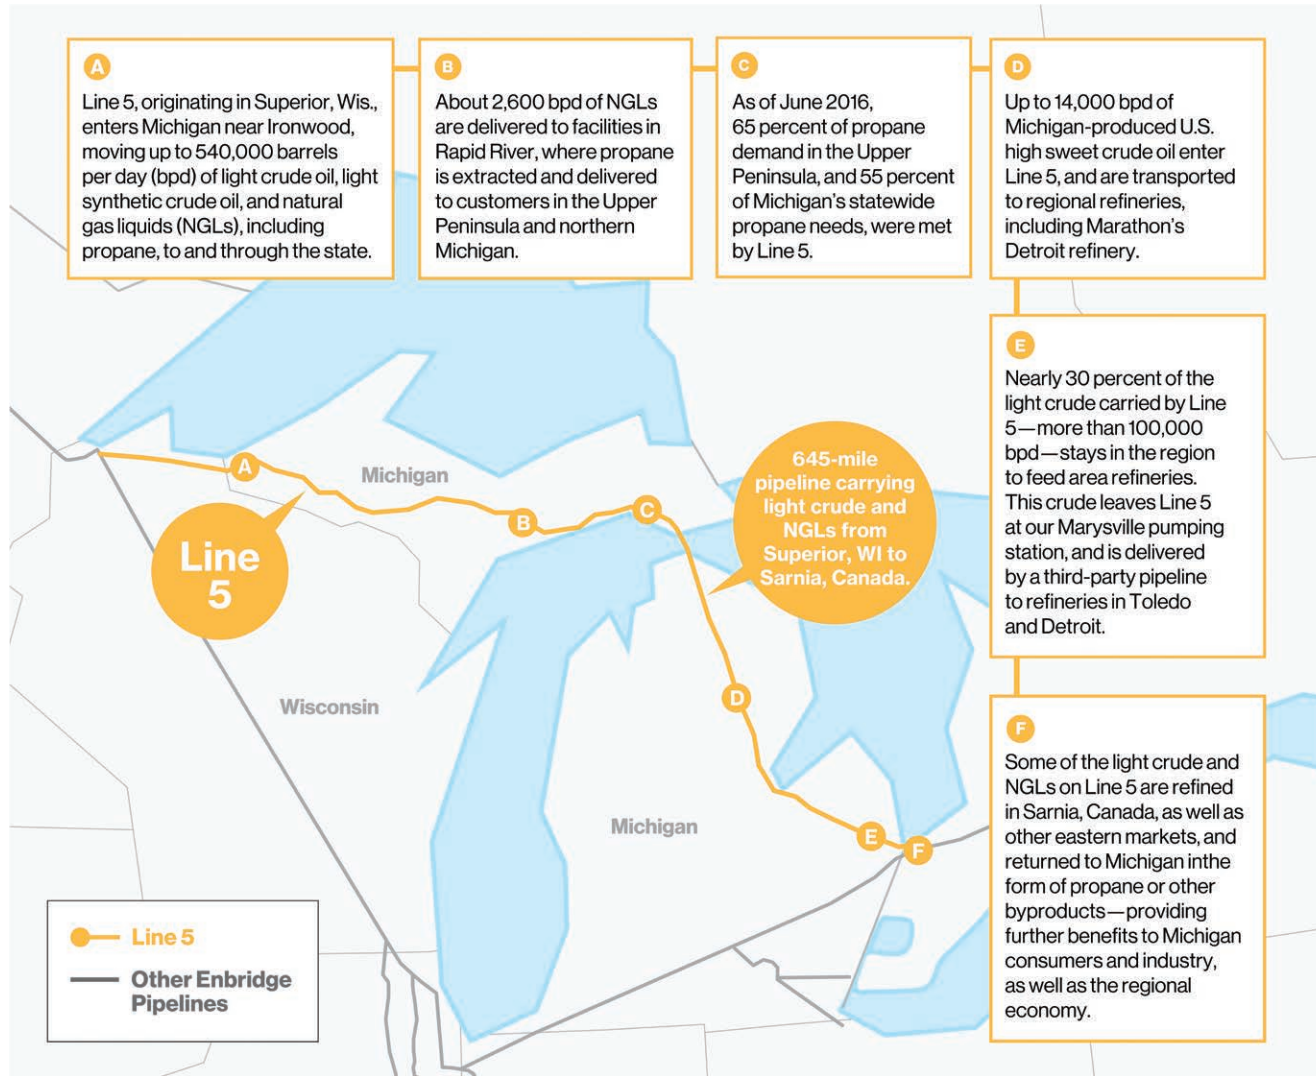 A
Line 5, originating in Superior, Wis.,
enters Michigan near Ironwood,
moving up to 540,000 barrels
per day (bpd) of light crude oil, light
synthetic crude oil, and natural
gas liquids (NGLs), including
propane, to and through the state.
B
About 2,600 bpd of NGLs
are delivered to facilities in
Rapid River, where propane
is extracted and delivered
to customers in the Upper
Peninsula and northern
Michigan.
C
As of June 2016,
65 percent of propane
demand in the Upper
Peninsula, and 55 percent
of Michigan's statewide
propane needs, were met
by Line 5.
D
Up to 14,000 bpd of
Michigan-produced U.S.
high sweet crude oil enter
Line 5, and are transported
to regional refineries,
including Marathon's
Detroit refinery.
E
Nearly 30 percent of the
light crude carried by Line
5—more than 100,000
bpd—stays in the region
to feed area refineries.
This crude leaves Line 5
at our Marysville pumping
station, and is delivered
by a third-party pipeline
to refineries in Toledo
and Detroit.
F
Some of the light crude and
NGLs on Line 5 are refined
in Sarnia, Canada, as well as
other eastern markets, and
returned to Michigan inthe
form of propane or other
byproducts—providing
further benefits to Michigan
consumers and industry,
as well as the regional
economy.
645-mile
pipeline carrying
light crude and
NGLs from
Superior, WI to
Sarnia, Canada.
A
Michigan
B
C
Line
5
Wisconsin
D
Michigan
E
F
Line 5
Other Enbridge
Pipelines